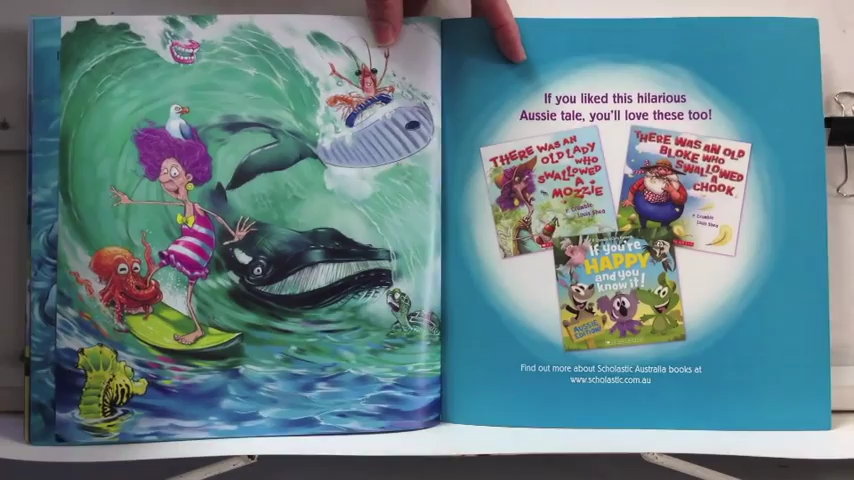 If you liked this hilarious
Aussie tale, you'll love these too!
THERE WAS AN
OLD LADY
WHO
SWALLOWED
A
MOZZIE
P. Crumble
Louis Shea
THERE WAS AN OLD
BLOKE WHO
SWALLOWED
A
CHOOK
P. Crumble
Louis Shea
If you're
HAPPY
and you
know it!
AUSSIE
EDITION!
SCHOLASTIC
Find out more about Scholastic Australia books at
www.scholastic.com.au